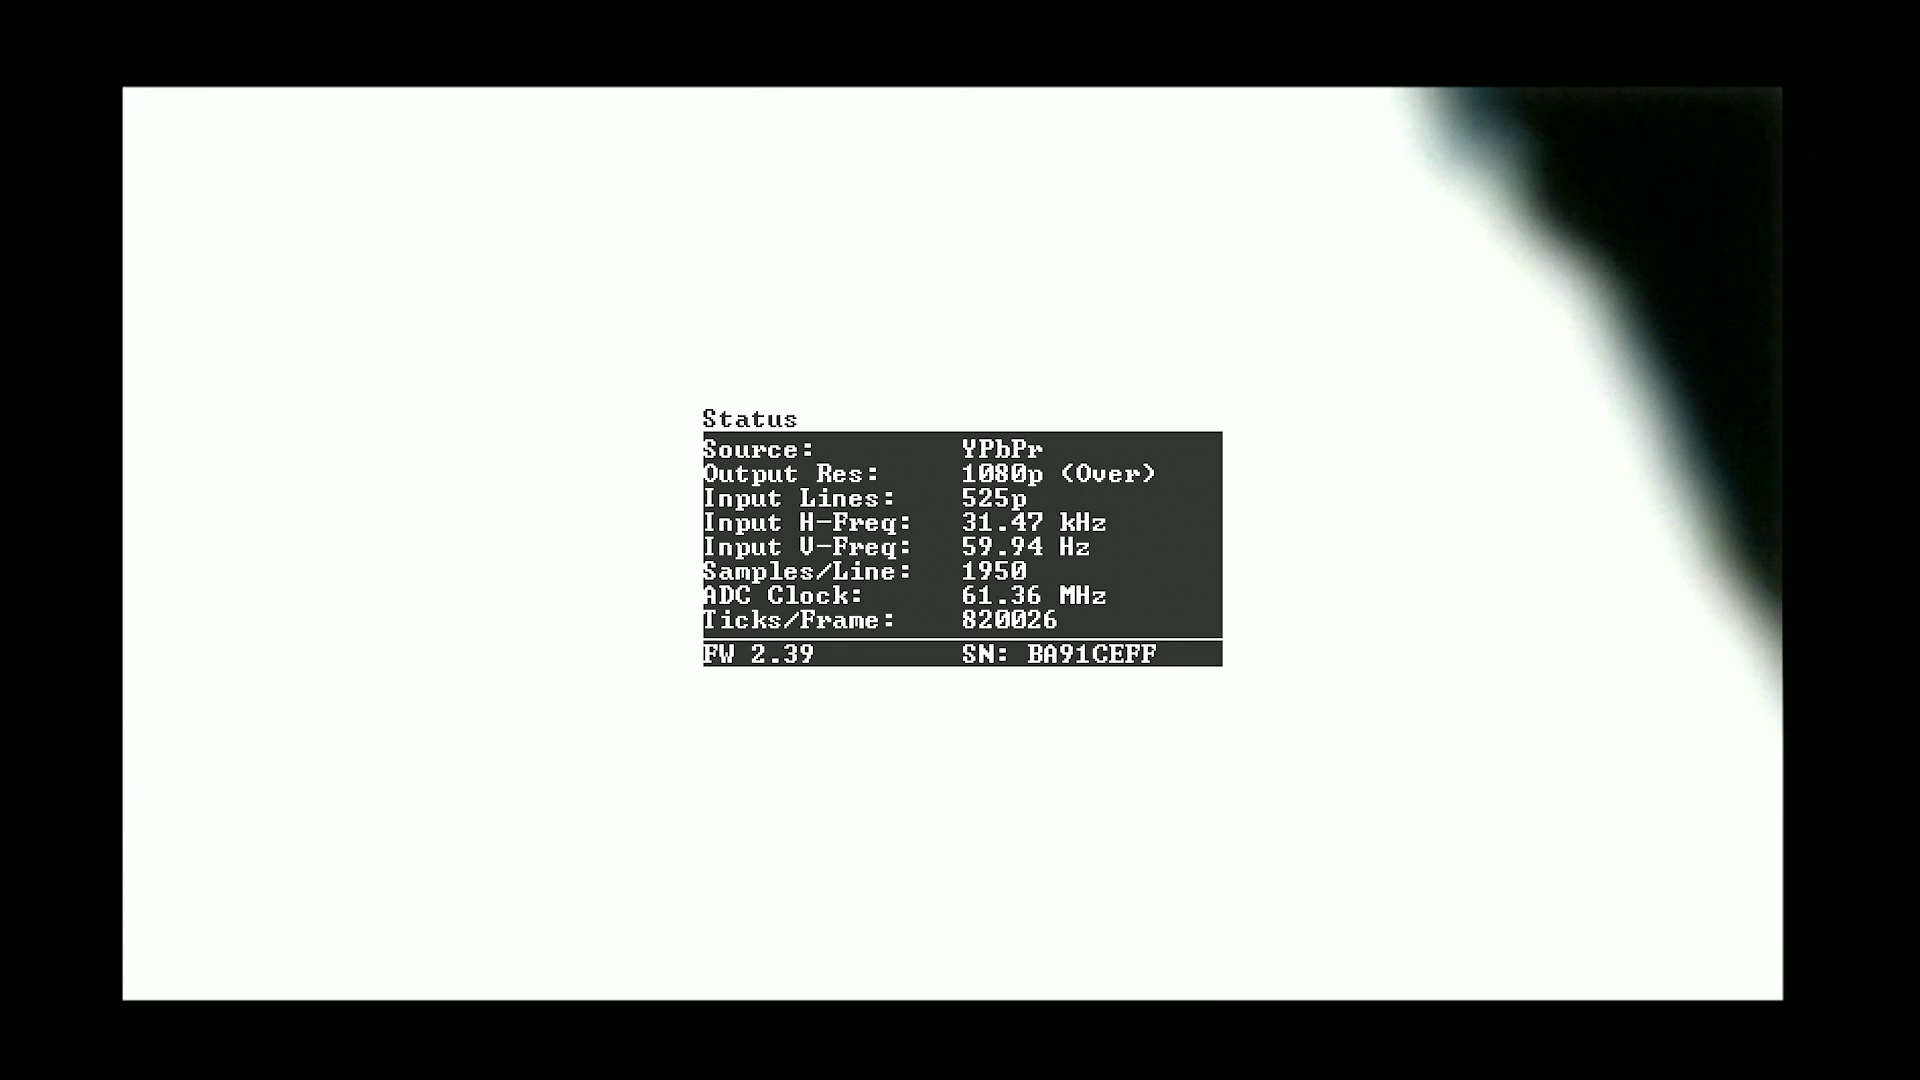 Status
Source: YPbPr
Output Res: 1080p (Over)
Input Lines: 525p
Input H-Freq: 31.47 kHz
Input V-Freq: 59.94 Hz
Samples/Line: 1950
ADC Clock: 61.36 MHz
Ticks/Frame: 820026
FW 2.39 SN: BA91CEFF